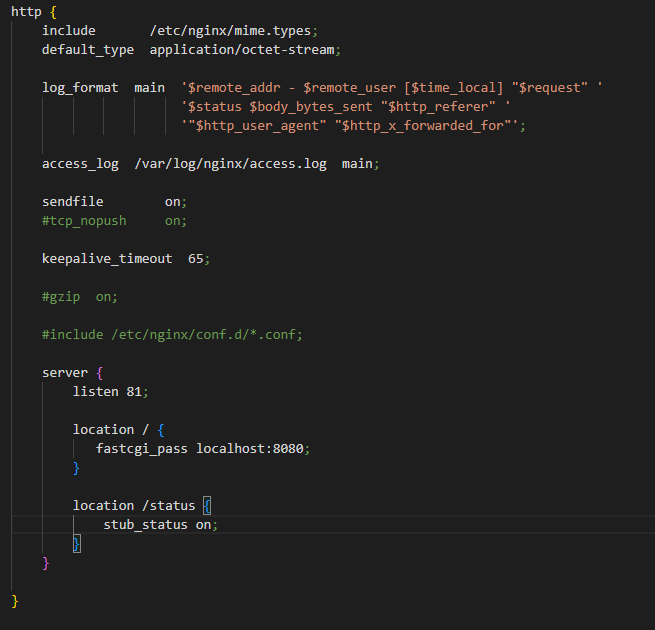 http {
    include       /etc/nginx/mime.types;
    default_type  application/octet-stream;
    log_format  main  '$remote_addr - $remote_user [$time_local] "$request" '
                      '$status $body_bytes_sent "$http_referer" '
                      '"$http_user_agent" "$http_x_forwarded_for"';
    access_log  /var/log/nginx/access.log  main;
    sendfile        on;
    #tcp_nopush     on;
    keepalive_timeout  65;
    #gzip  on;
    #include /etc/nginx/conf.d/*.conf;
    server {
        listen 81;
        location / {
           fastcgi_pass localhost:8080;
        }
        location /status {
            stub_status on;
        }
    }
}